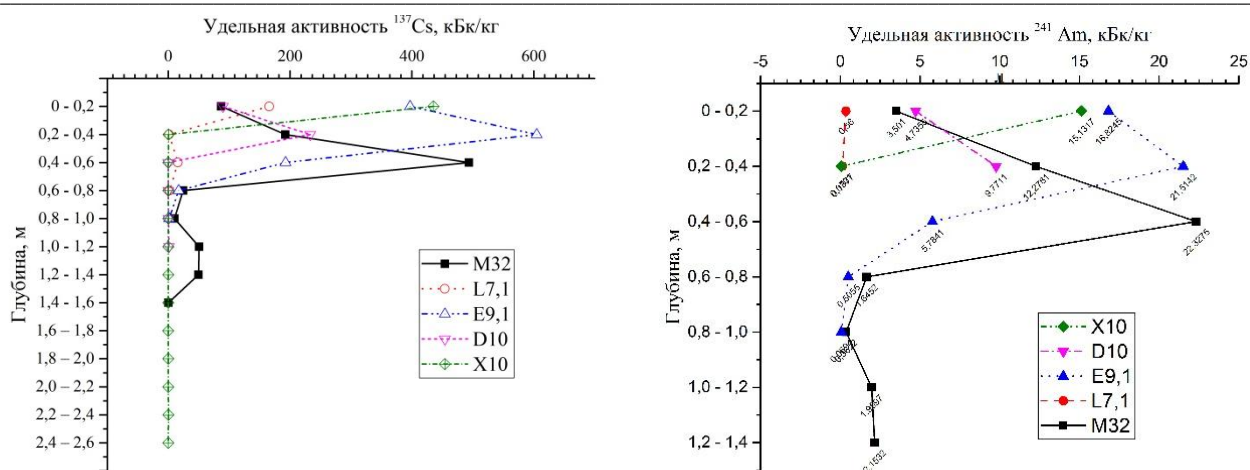 Удельная активность ¹³⁷Cs, кБк/кг
0 200 400 600
0 - 0,2
0,2 - 0,4
0,4 - 0,6
0,6 - 0,8
0,8 - 1,0
1,0 - 1,2
1,2 - 1,4
1,4 - 1,6
1,6 – 1,8
1,8 – 2,0
2,0 – 2,2
2,2 – 2,4
2,4 – 2,6
Глубина, м
M32
L7,1
E9,1
D10
X10
Удельная активность ²⁴¹ Am, кБк/кг
-5 0 5 10 15 20 25
0 - 0,2
0,2 - 0,4
0,4 - 0,6
0,6 - 0,8
0,8 - 1,0
1,0 - 1,2
1,2 - 1,4
Глубина, м
3,501
15,1317
16,8245
9,7711
12,2781
21,5142
5,7841
22,3275
X10
D10
E9,1
L7,1
M32